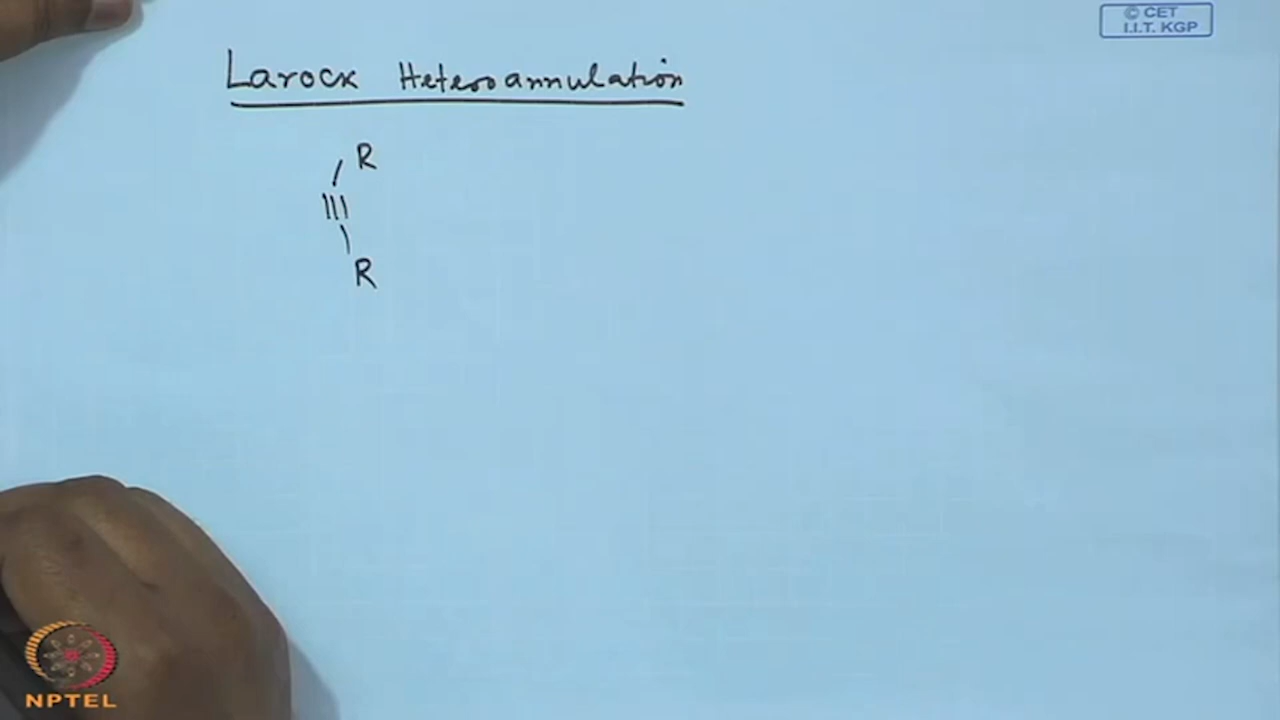 © CET
I.I.T. KGP
Larock Heteroannulation
R
R
NPTEL